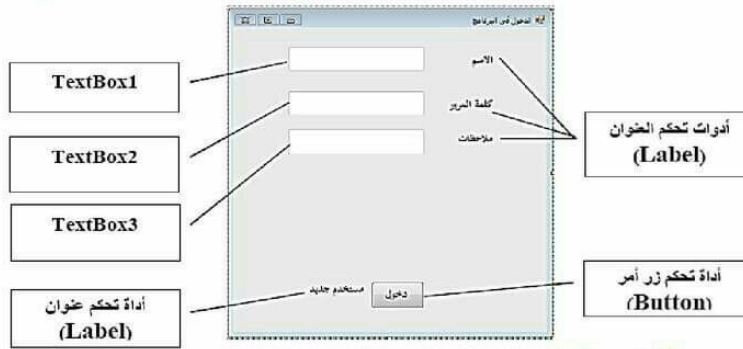 الدخول فى البرنامج
الاسم
كلمة المرور
ملاحظات
مستخدم جديد
دخول
TextBox1
TextBox2
TextBox3
أداة تحكم عنوان
(Label)
أدوات تحكم العنوان
(Label)
أداة تحكم زر أمر
(Button)